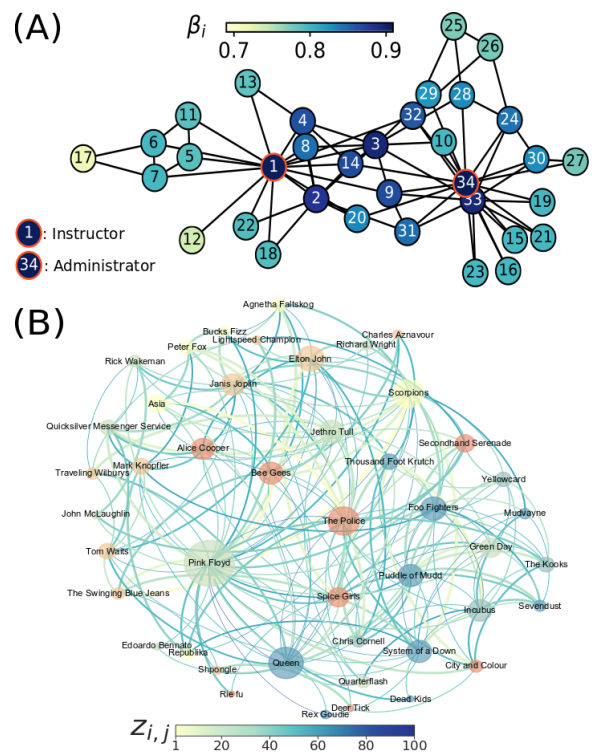 (A)
βi
0.7 0.8 0.9
25
26
13
29
28
11
4
32
24
17
6
8
3
10
5
14
30
27
7
1
34
2
9
33
19
22
20
12
31
15
21
18
23
16
1 : Instructor
34 : Administrator
(B)
Agnetha Faltskog
Bucks Fizz
Charles Aznavour
Lightspeed Champion
Richard Wright
Peter Fox
Elton John
Rick Wakeman
Janis Joplin
Scorpions
Asia
Quicksilver Messenger Service
Jethro Tull
Secondhand Serenade
Alice Cooper
Thousand Foot Krutch
Mark Knopfler
Traveling Wilburys
Bee Gees
Yellowcard
Foo Fighters
John McLaughlin
Mudvayne
The Police
Green Day
Tom Waits
Pink Floyd
The Kooks
Puddle of Mudd
The Swinging Blue Jeans
Spice Girls
Incubus
Sevendust
Chris Cornell
Edoardo Bennato
Republika
System of a Down
Queen
City and Colour
Shpongle
Quarterflash
Rie fu
Dead Kids
Deer Tick
Rex Goudie
zi,j
1 20 40 60 80 100